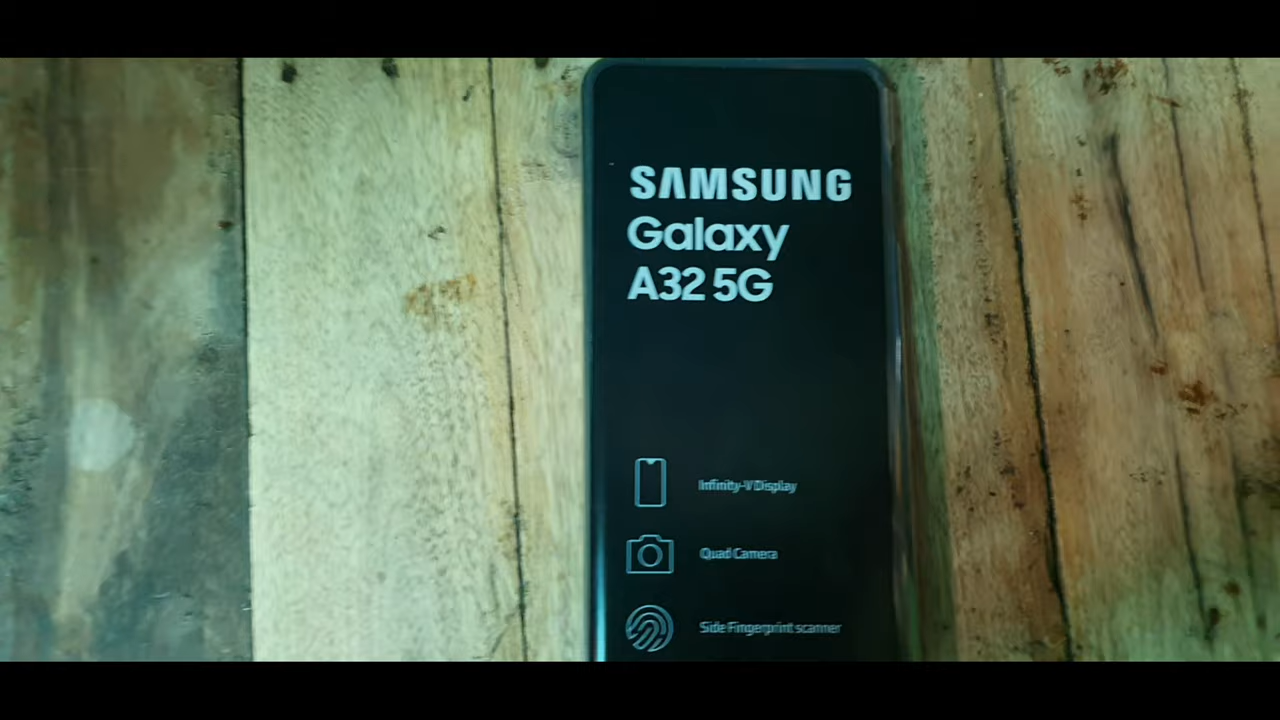 SAMSUNG
Galaxy
A32 5G
Infinity-V Display
Quad Camera
Side Fingerprint scanner